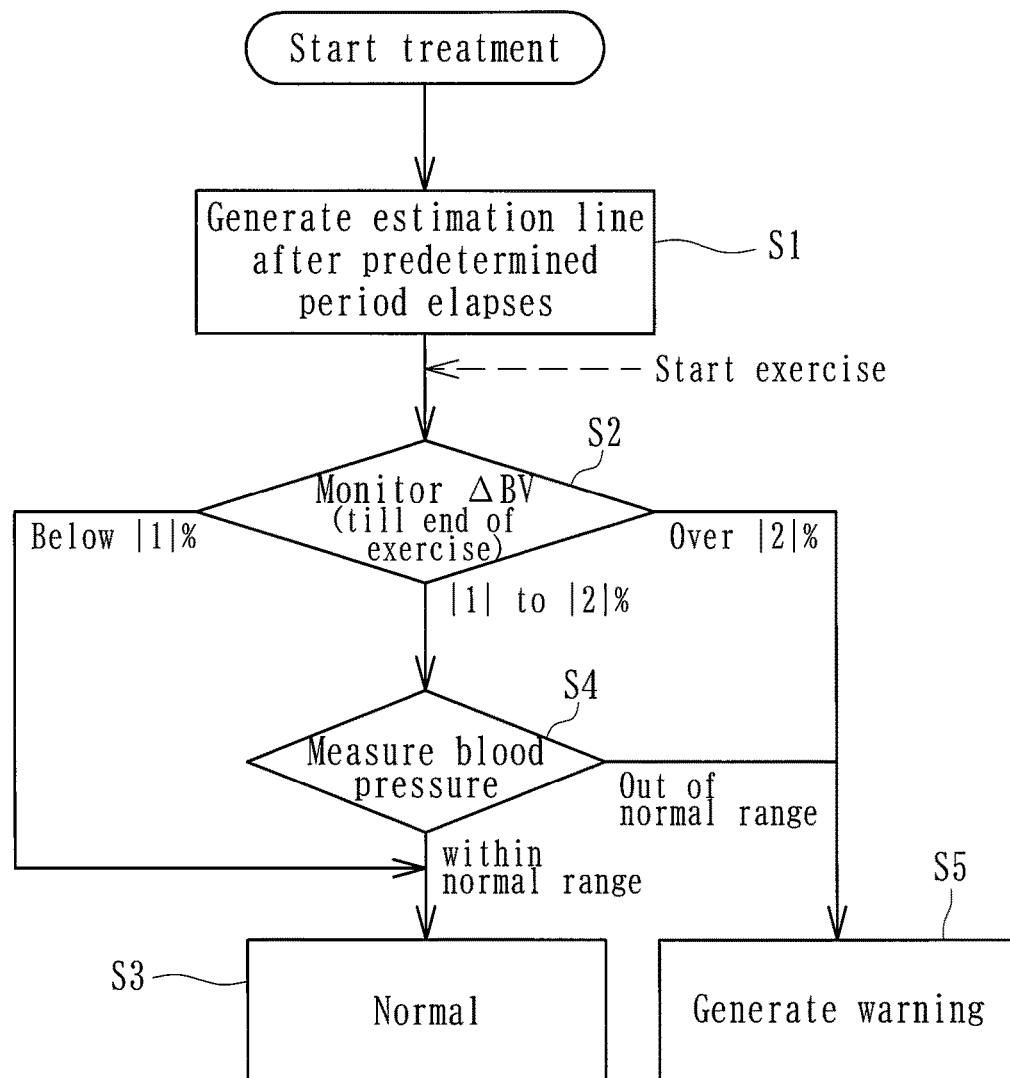 Start treatment
Generate estimation line
after predetermined
period elapses
S1
Start exercise
S2
Monitor ΔBV
(till end of
exercise)
Below |1|%
Over |2|%
|1| to |2|%
S4
Measure blood
pressure
Out of
normal range
within
normal range
S5
S3
Normal
Generate warning